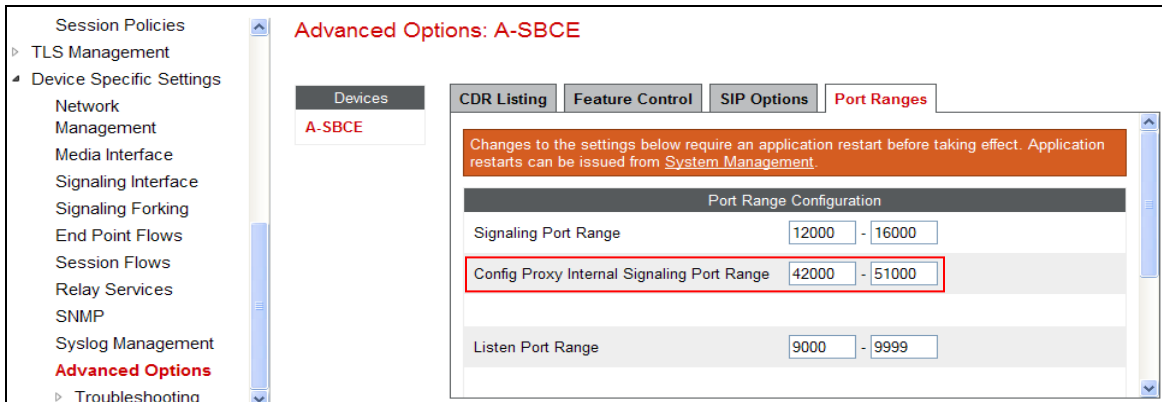 Session Policies
TLS Management
Device Specific Settings
Network
Management
Media Interface
Signaling Interface
Signaling Forking
End Point Flows
Session Flows
Relay Services
SNMP
Syslog Management
Advanced Options
Troubleshooting
Advanced Options: A-SBCE
Devices
A-SBCE
CDR Listing Feature Control SIP Options Port Ranges
Changes to the settings below require an application restart before taking effect. Application
restarts can be issued from System Management.
Port Range Configuration
Signaling Port Range 12000 - 16000
Config Proxy Internal Signaling Port Range 42000 - 51000
Listen Port Range 9000 - 9999